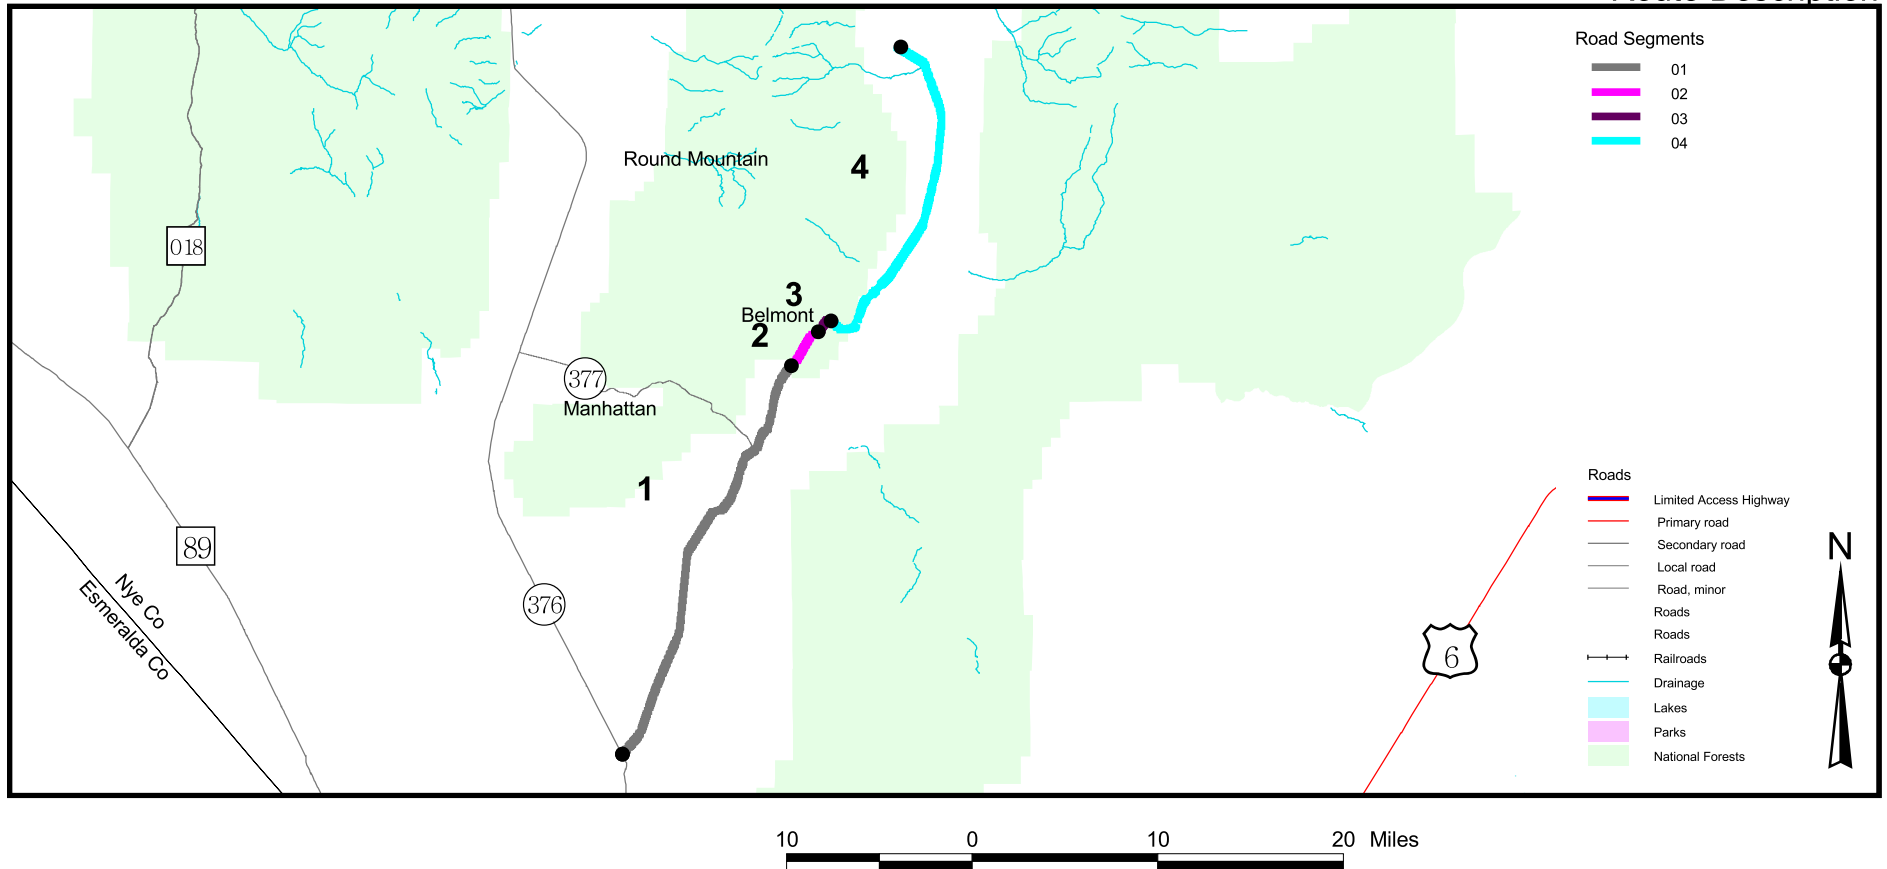 Route Description
Road Segments
01
02
03
04
Round Mountain
4
018
3
Belmont
2
377
Manhattan
1
89
376
Nye Co
Esmeralda Co
6
Roads
Limited Access Highway
Primary road
Secondary road
Local road
Road, minor
Roads
Roads
Railroads
Drainage
Lakes
Parks
National Forests
N
10 0 10 20 Miles